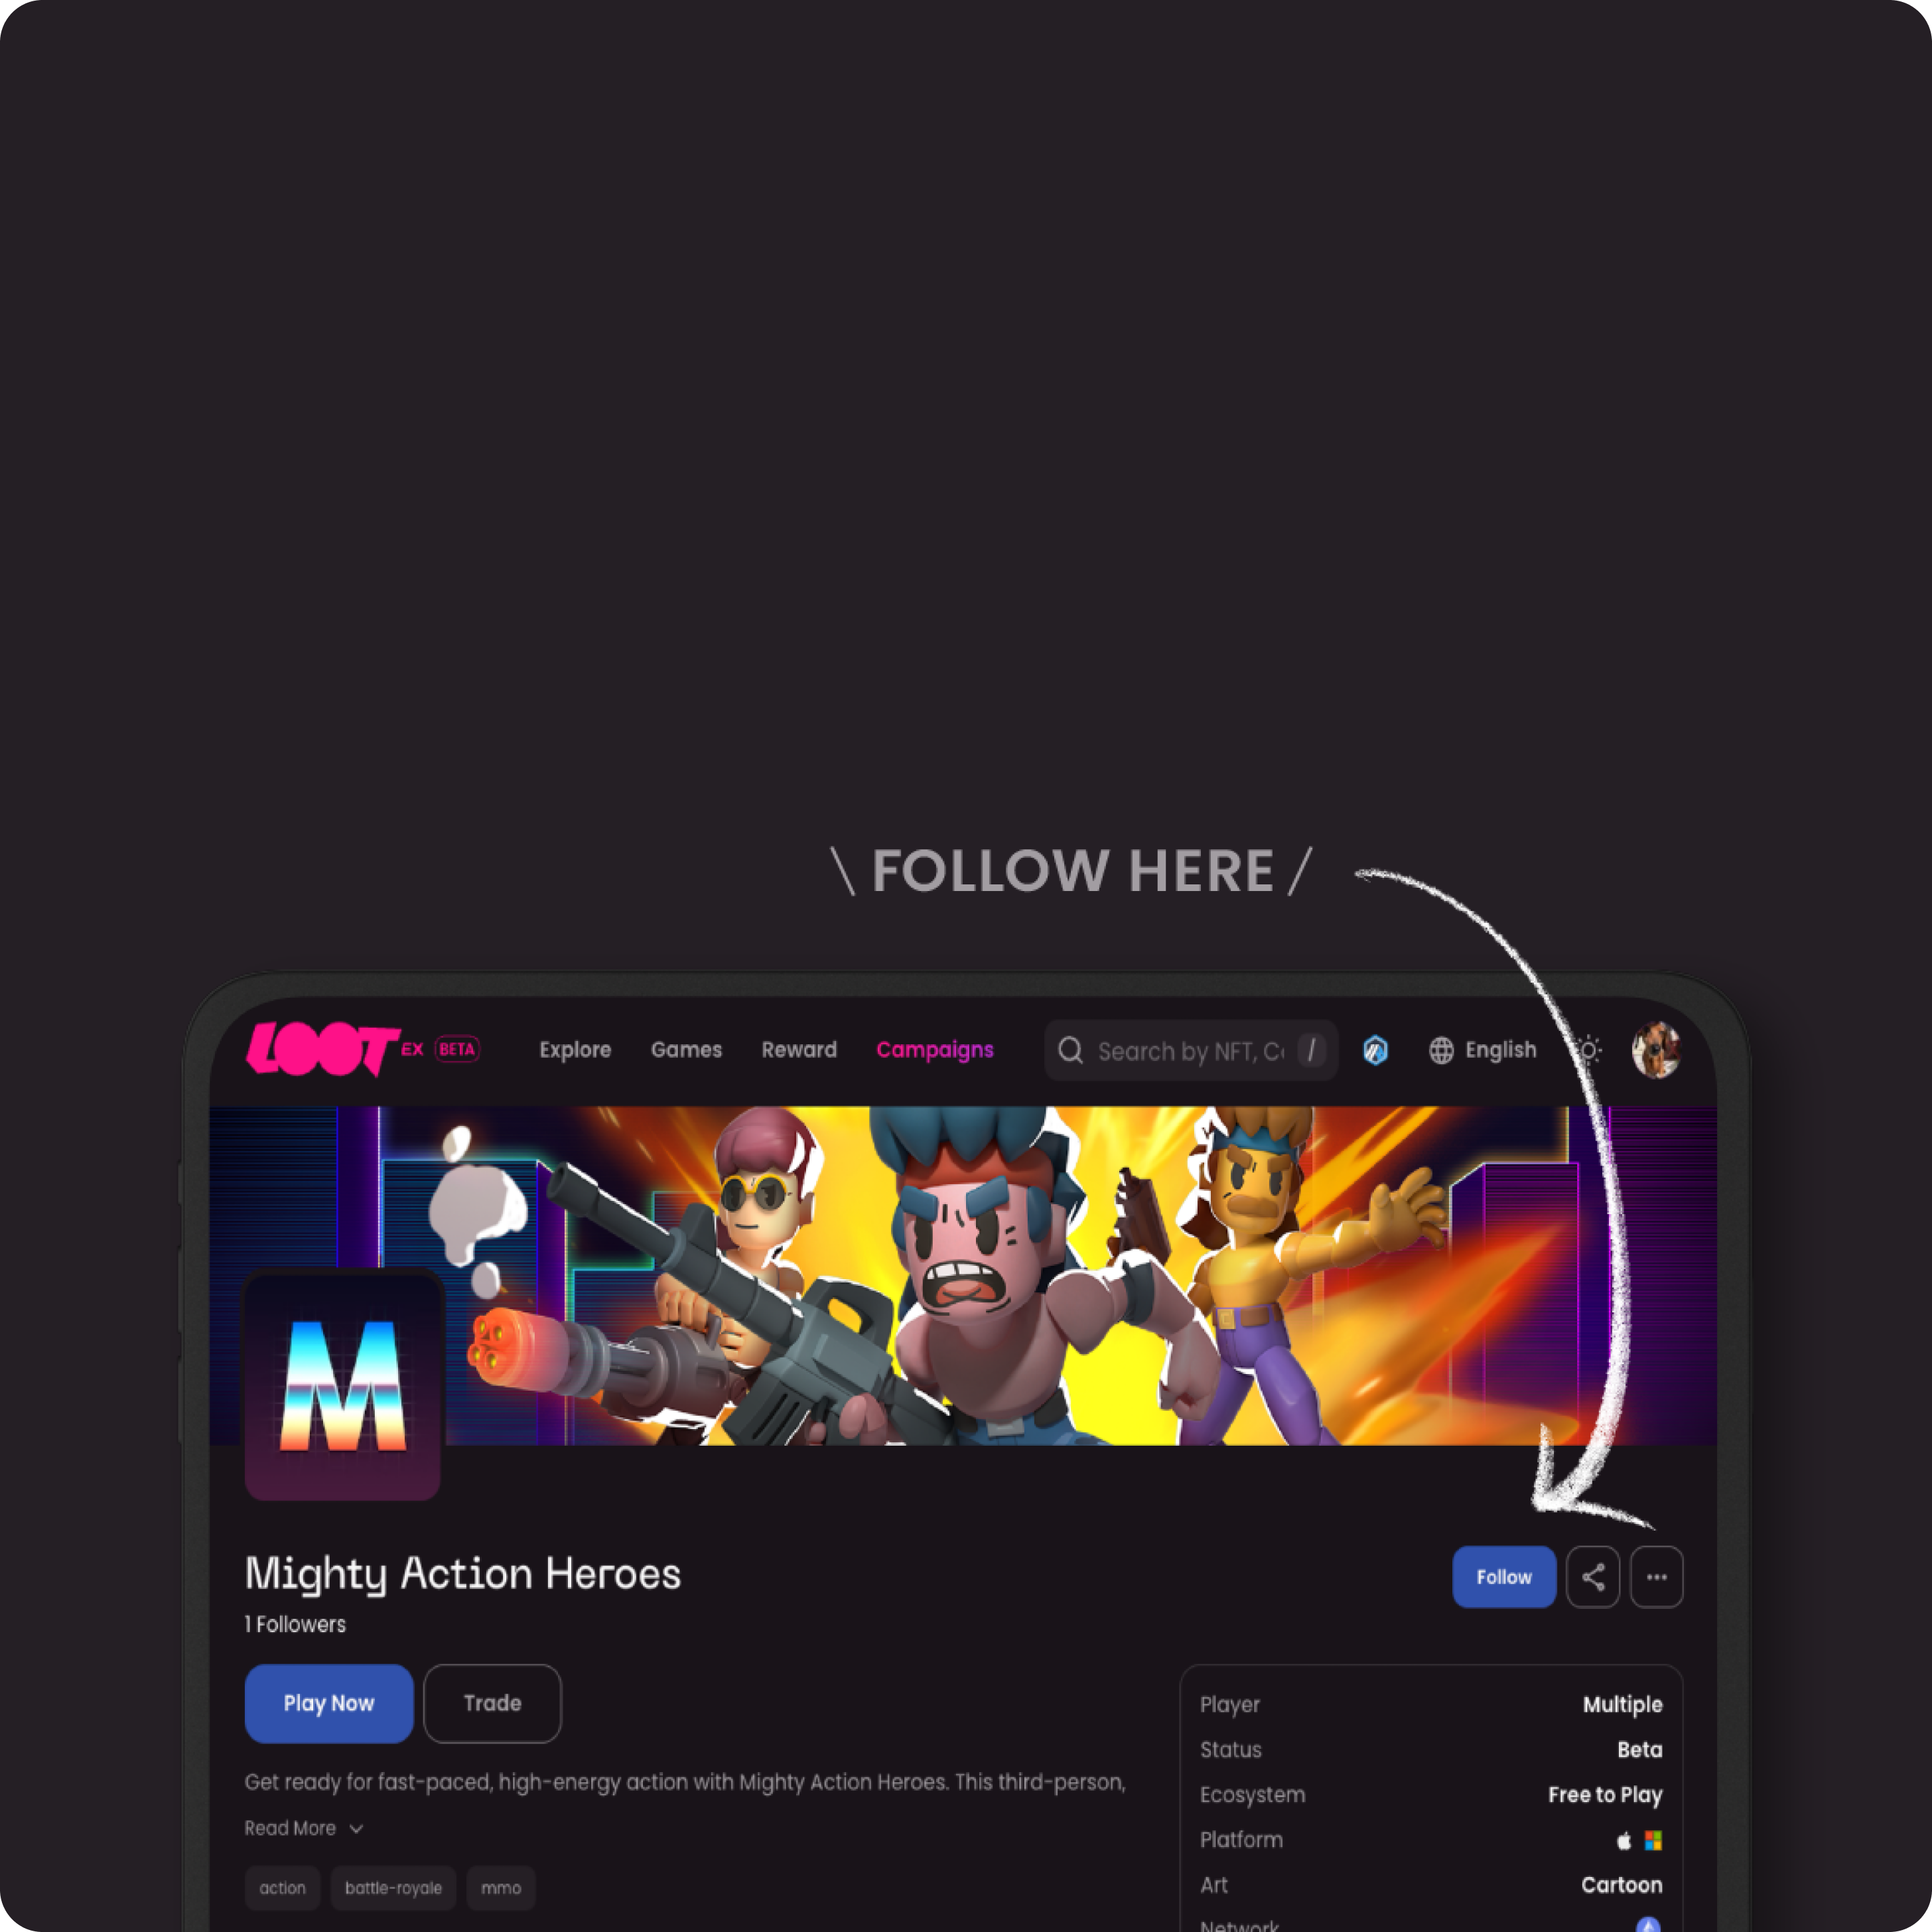 \ FOLLOW HERE /
LOOT EX BETA Explore Games Reward Campaigns Search by NFT, / English
M
Mighty Action Heroes
Follow
1 Followers
Play Now Trade
Get ready for fast-paced, high-energy action with Mighty Action Heroes. This third-person,
Read More
action battle-royale mmo
Player Multiple
Status Beta
Ecosystem Free to Play
Platform
Art Cartoon
Network